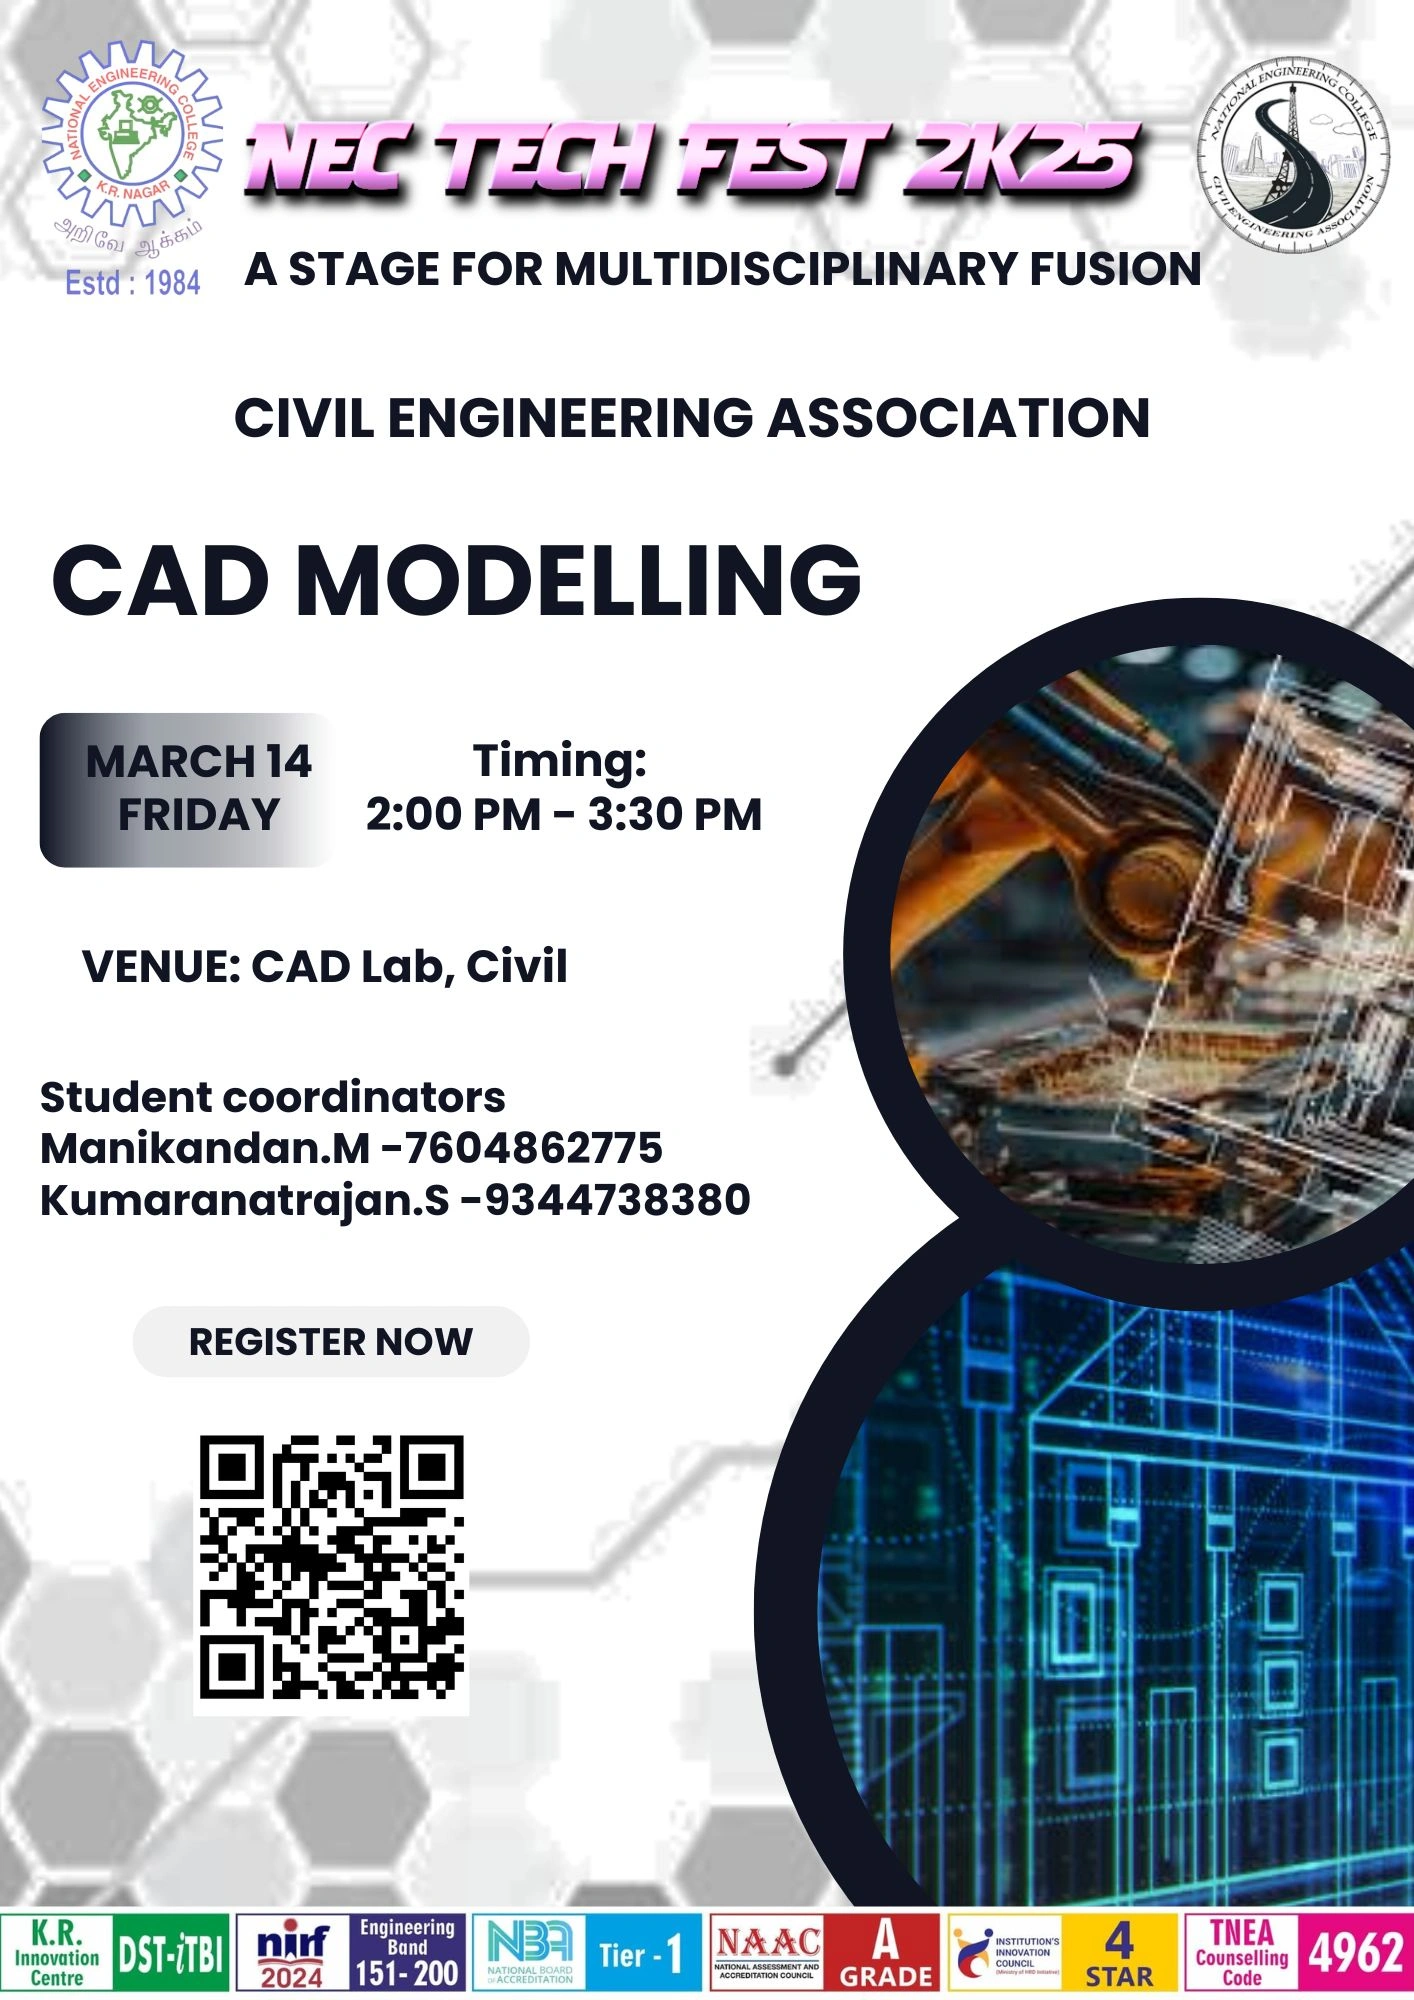 NATIONAL ENGINEERING COLLEGE
K.R. NAGAR
அறிவே ஆக்கம்
Estd : 1984
NEC TECH FEST 2K25
NATIONAL ENGINEERING COLLEGE
CIVIL ENGINEERING ASSOCIATION
A STAGE FOR MULTIDISCIPLINARY FUSION
CIVIL ENGINEERING ASSOCIATION
CAD MODELLING
MARCH 14
FRIDAY
Timing:
2:00 PM - 3:30 PM
VENUE: CAD Lab, Civil
Student coordinators
Manikandan.M -7604862775
Kumaranatrajan.S -9344738380
REGISTER NOW
K.R.
Innovation
Centre
DST-iTBI
nirf
2024
Engineering
Band
151-200
NBA
NATIONAL BOARD
OF ACCREDITATION
Tier -1
NAAC
NATIONAL ASSESSMENT AND
ACCREDITATION COUNCIL
A
GRADE
INSTITUTION'S
INNOVATION
COUNCIL
(Ministry of HRD Initiative)
4
STAR
TNEA
Counselling
Code
4962